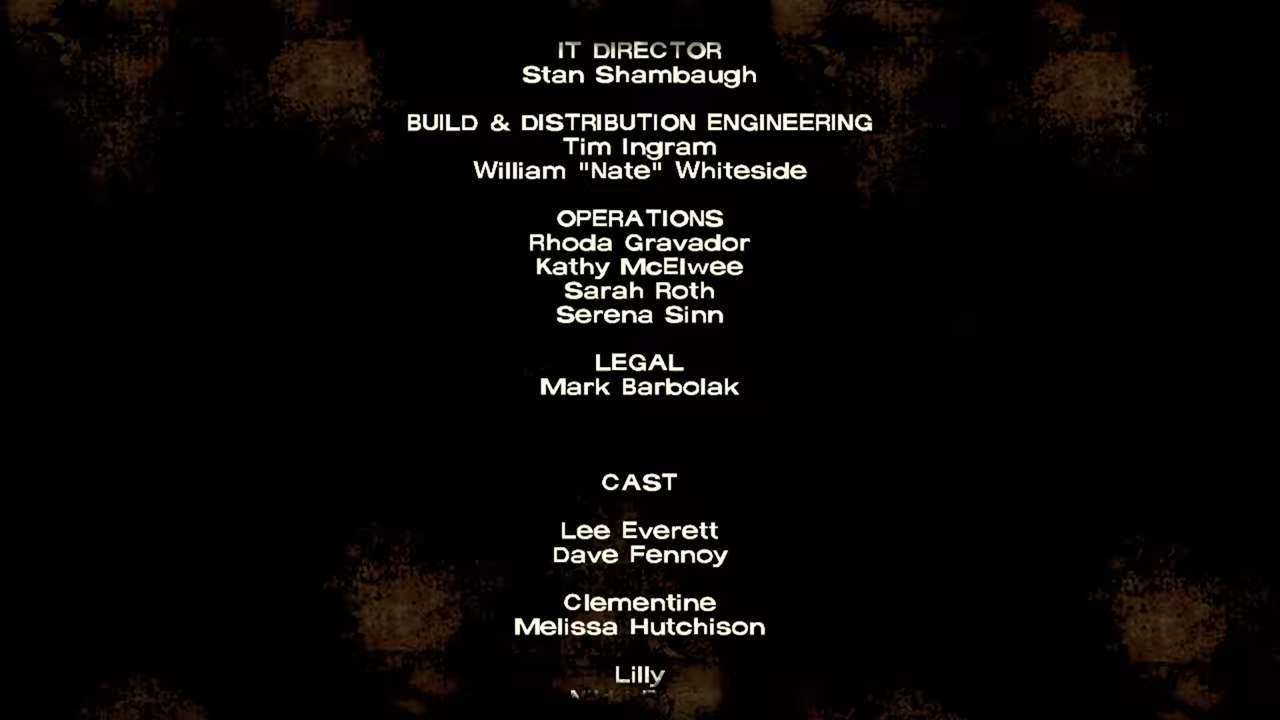 IT DIRECTOR
Stan Shambaugh
BUILD & DISTRIBUTION ENGINEERING
Tim Ingram
William "Nate" Whiteside
OPERATIONS
Rhoda Gravador
Kathy McElwee
Sarah Roth
Serena Sinn
LEGAL
Mark Barbolak
CAST
Lee Everett
Dave Fennoy
Clementine
Melissa Hutchison
Lilly